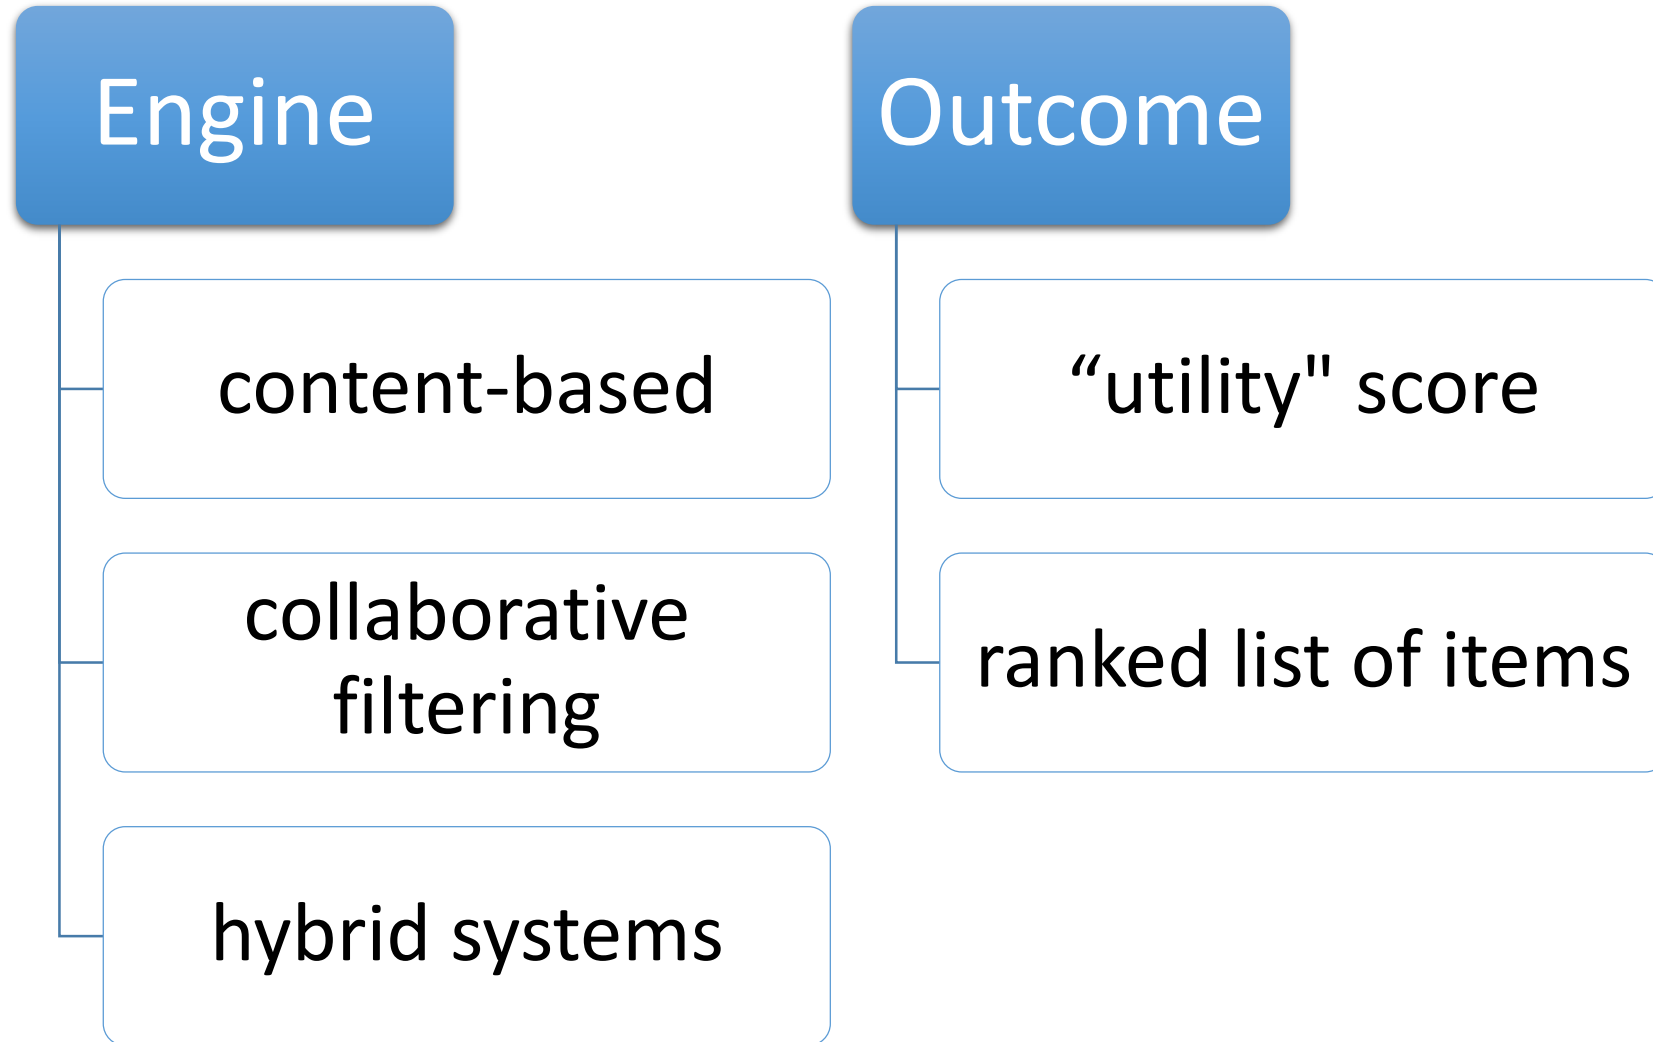 Engine
content-based
collaborative
filtering
hybrid systems
Outcome
“utility" score
ranked list of items